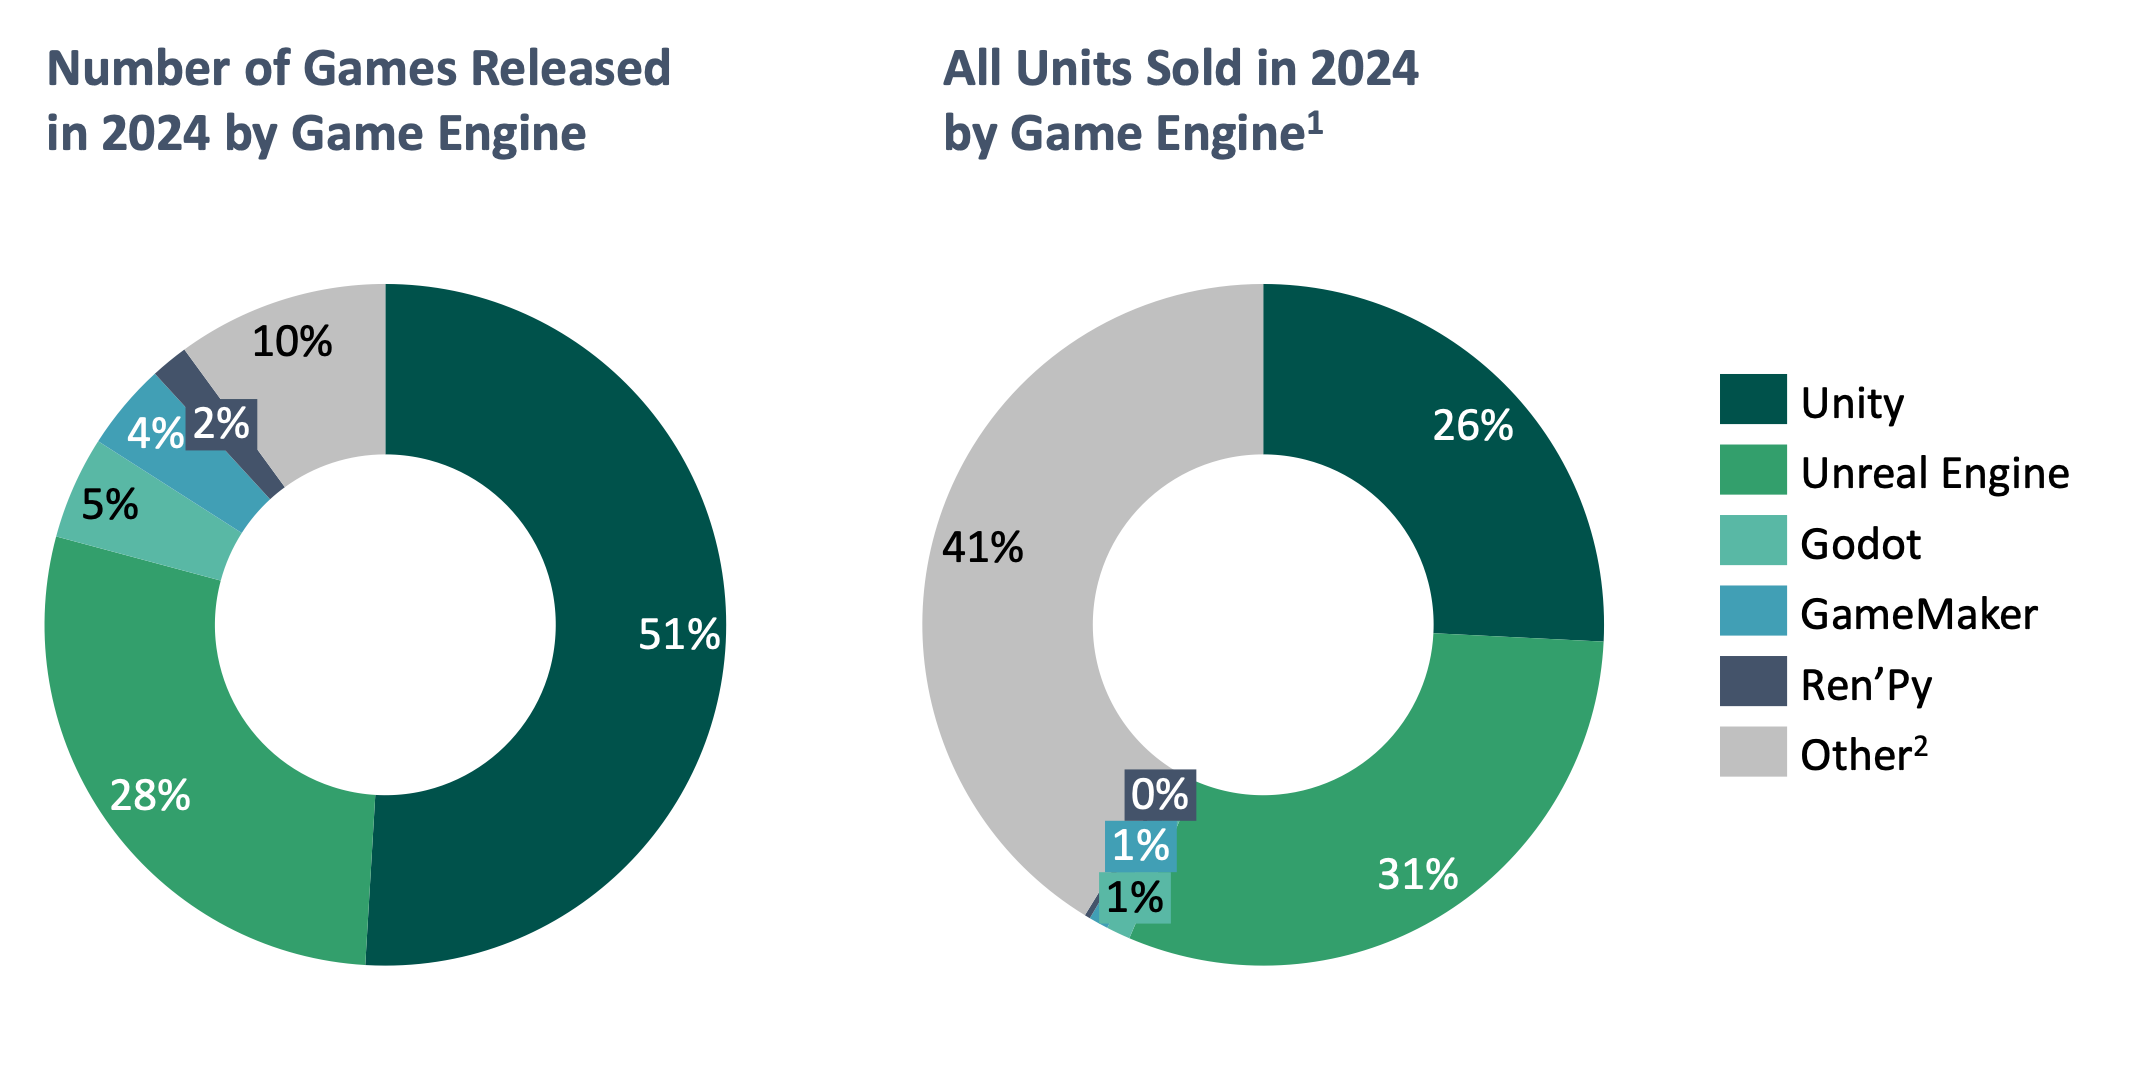 Number of Games Released
in 2024 by Game Engine
10%
2%
4%
5%
51%
28%
All Units Sold in 2024
by Game Engine¹
26%
41%
0%
1%
31%
1%
Unity
Unreal Engine
Godot
GameMaker
Ren’Py
Other²